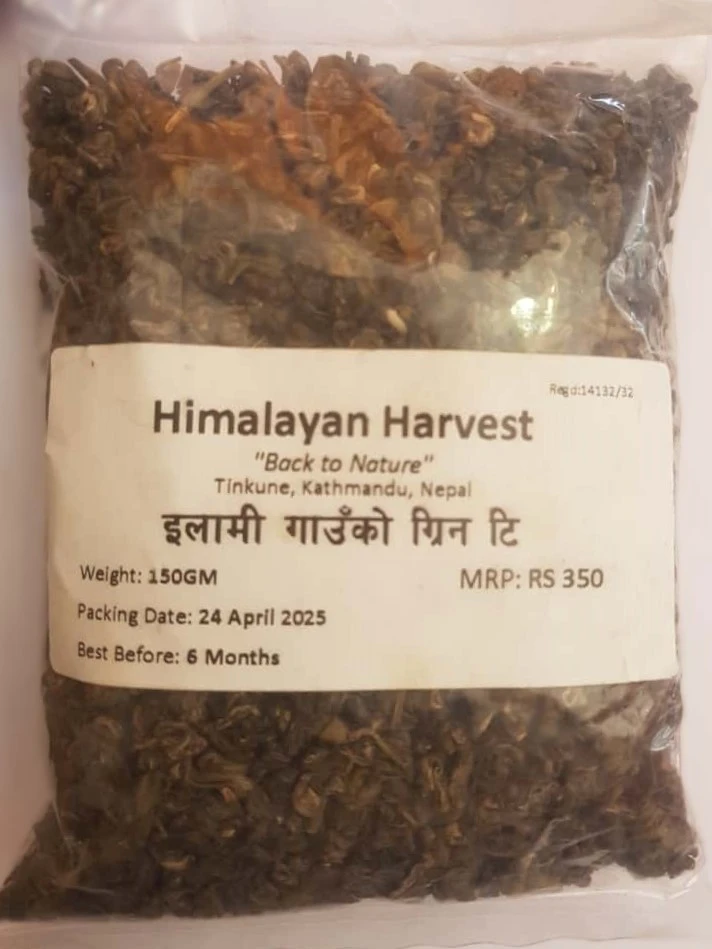 Regd:14132/32
Himalayan Harvest
"Back to Nature"
Tinkune, Kathmandu, Nepal
इलामी गाउँको ग्रिन टि
Weight: 150GM MRP: RS 350
Packing Date: 24 April 2025
Best Before: 6 Months